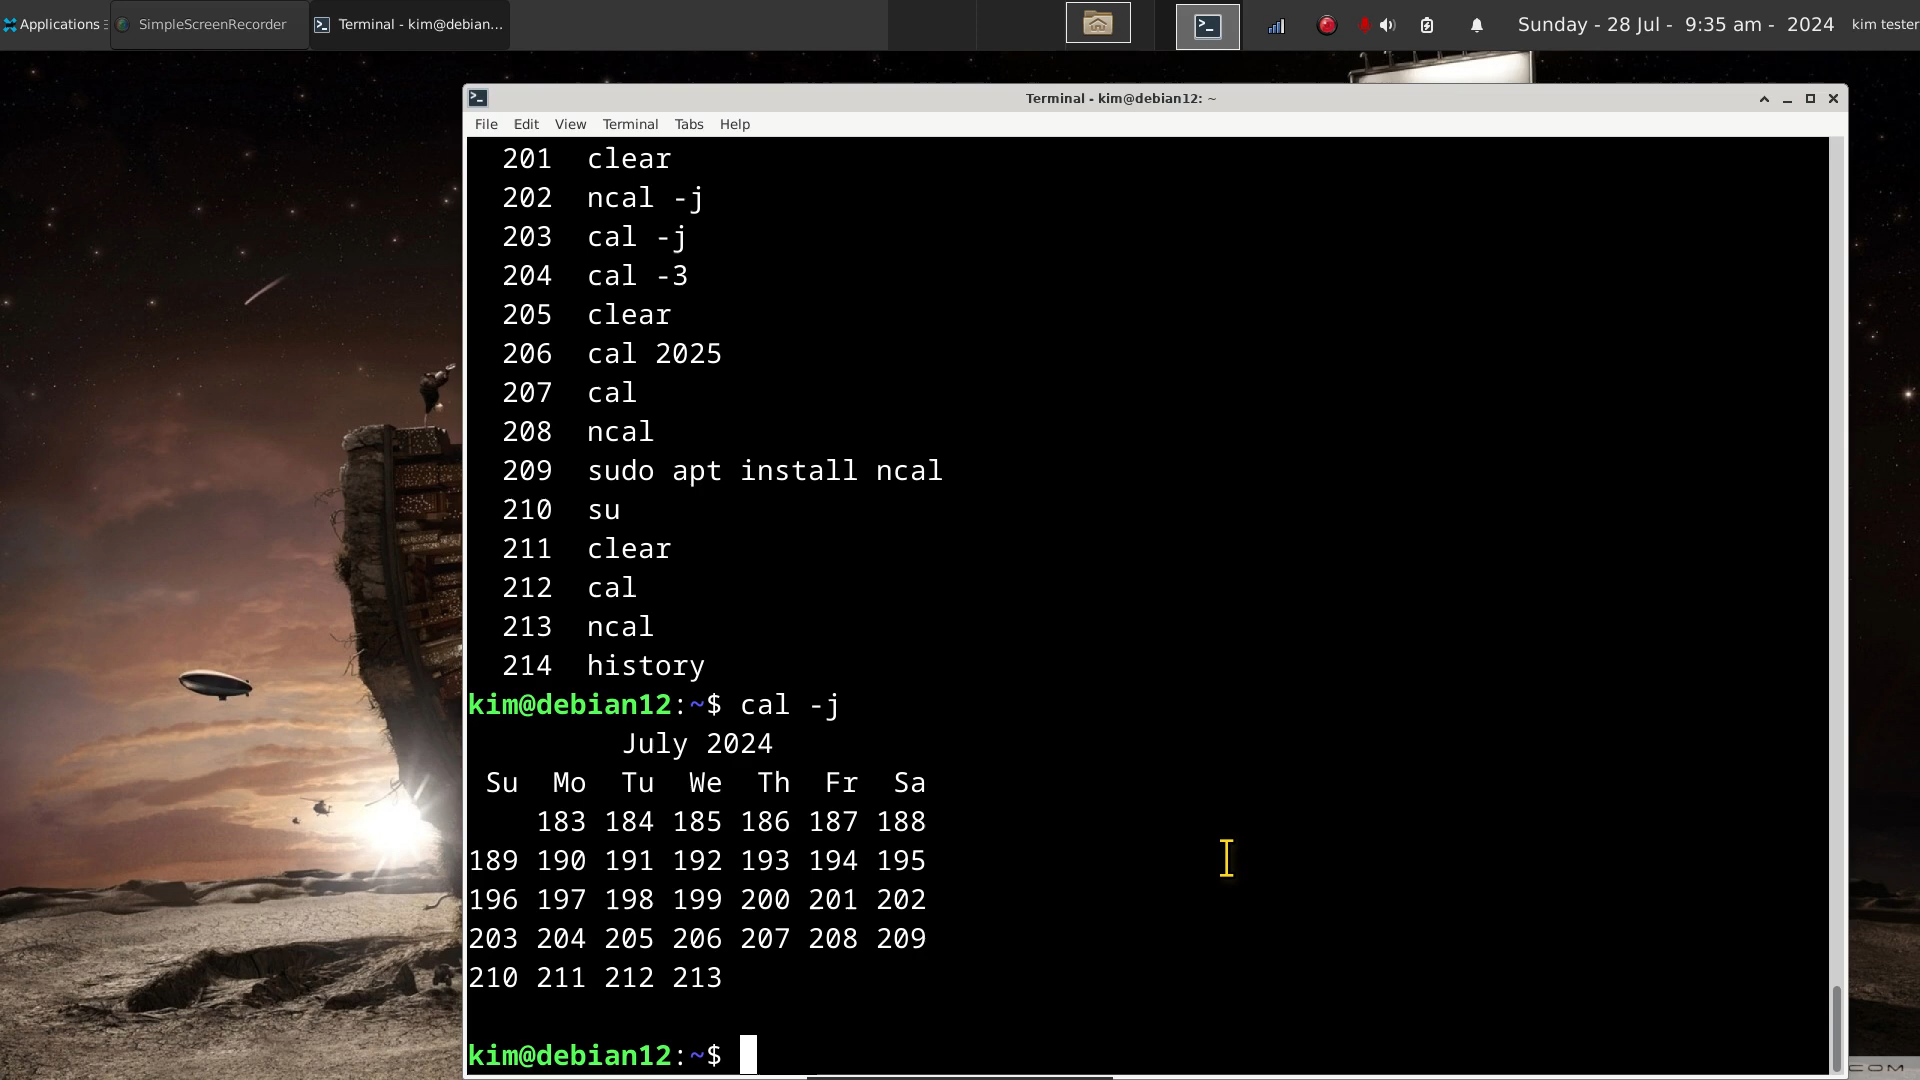 Applications
SimpleScreenRecorder
Terminal - kim@debian...
Sunday - 28 Jul - 9:35 am - 2024
kim tester
Terminal - kim@debian12: ~
File Edit View Terminal Tabs Help
201 clear
202 ncal -j
203 cal -j
204 cal -3
205 clear
206 cal 2025
207 cal
208 ncal
209 sudo apt install ncal
210 su
211 clear
212 cal
213 ncal
214 history
kim@debian12:~$ cal -j
July 2024
Su Mo Tu We Th Fr Sa
183 184 185 186 187 188
189 190 191 192 193 194 195
196 197 198 199 200 201 202
203 204 205 206 207 208 209
210 211 212 213
kim@debian12:~$
COM